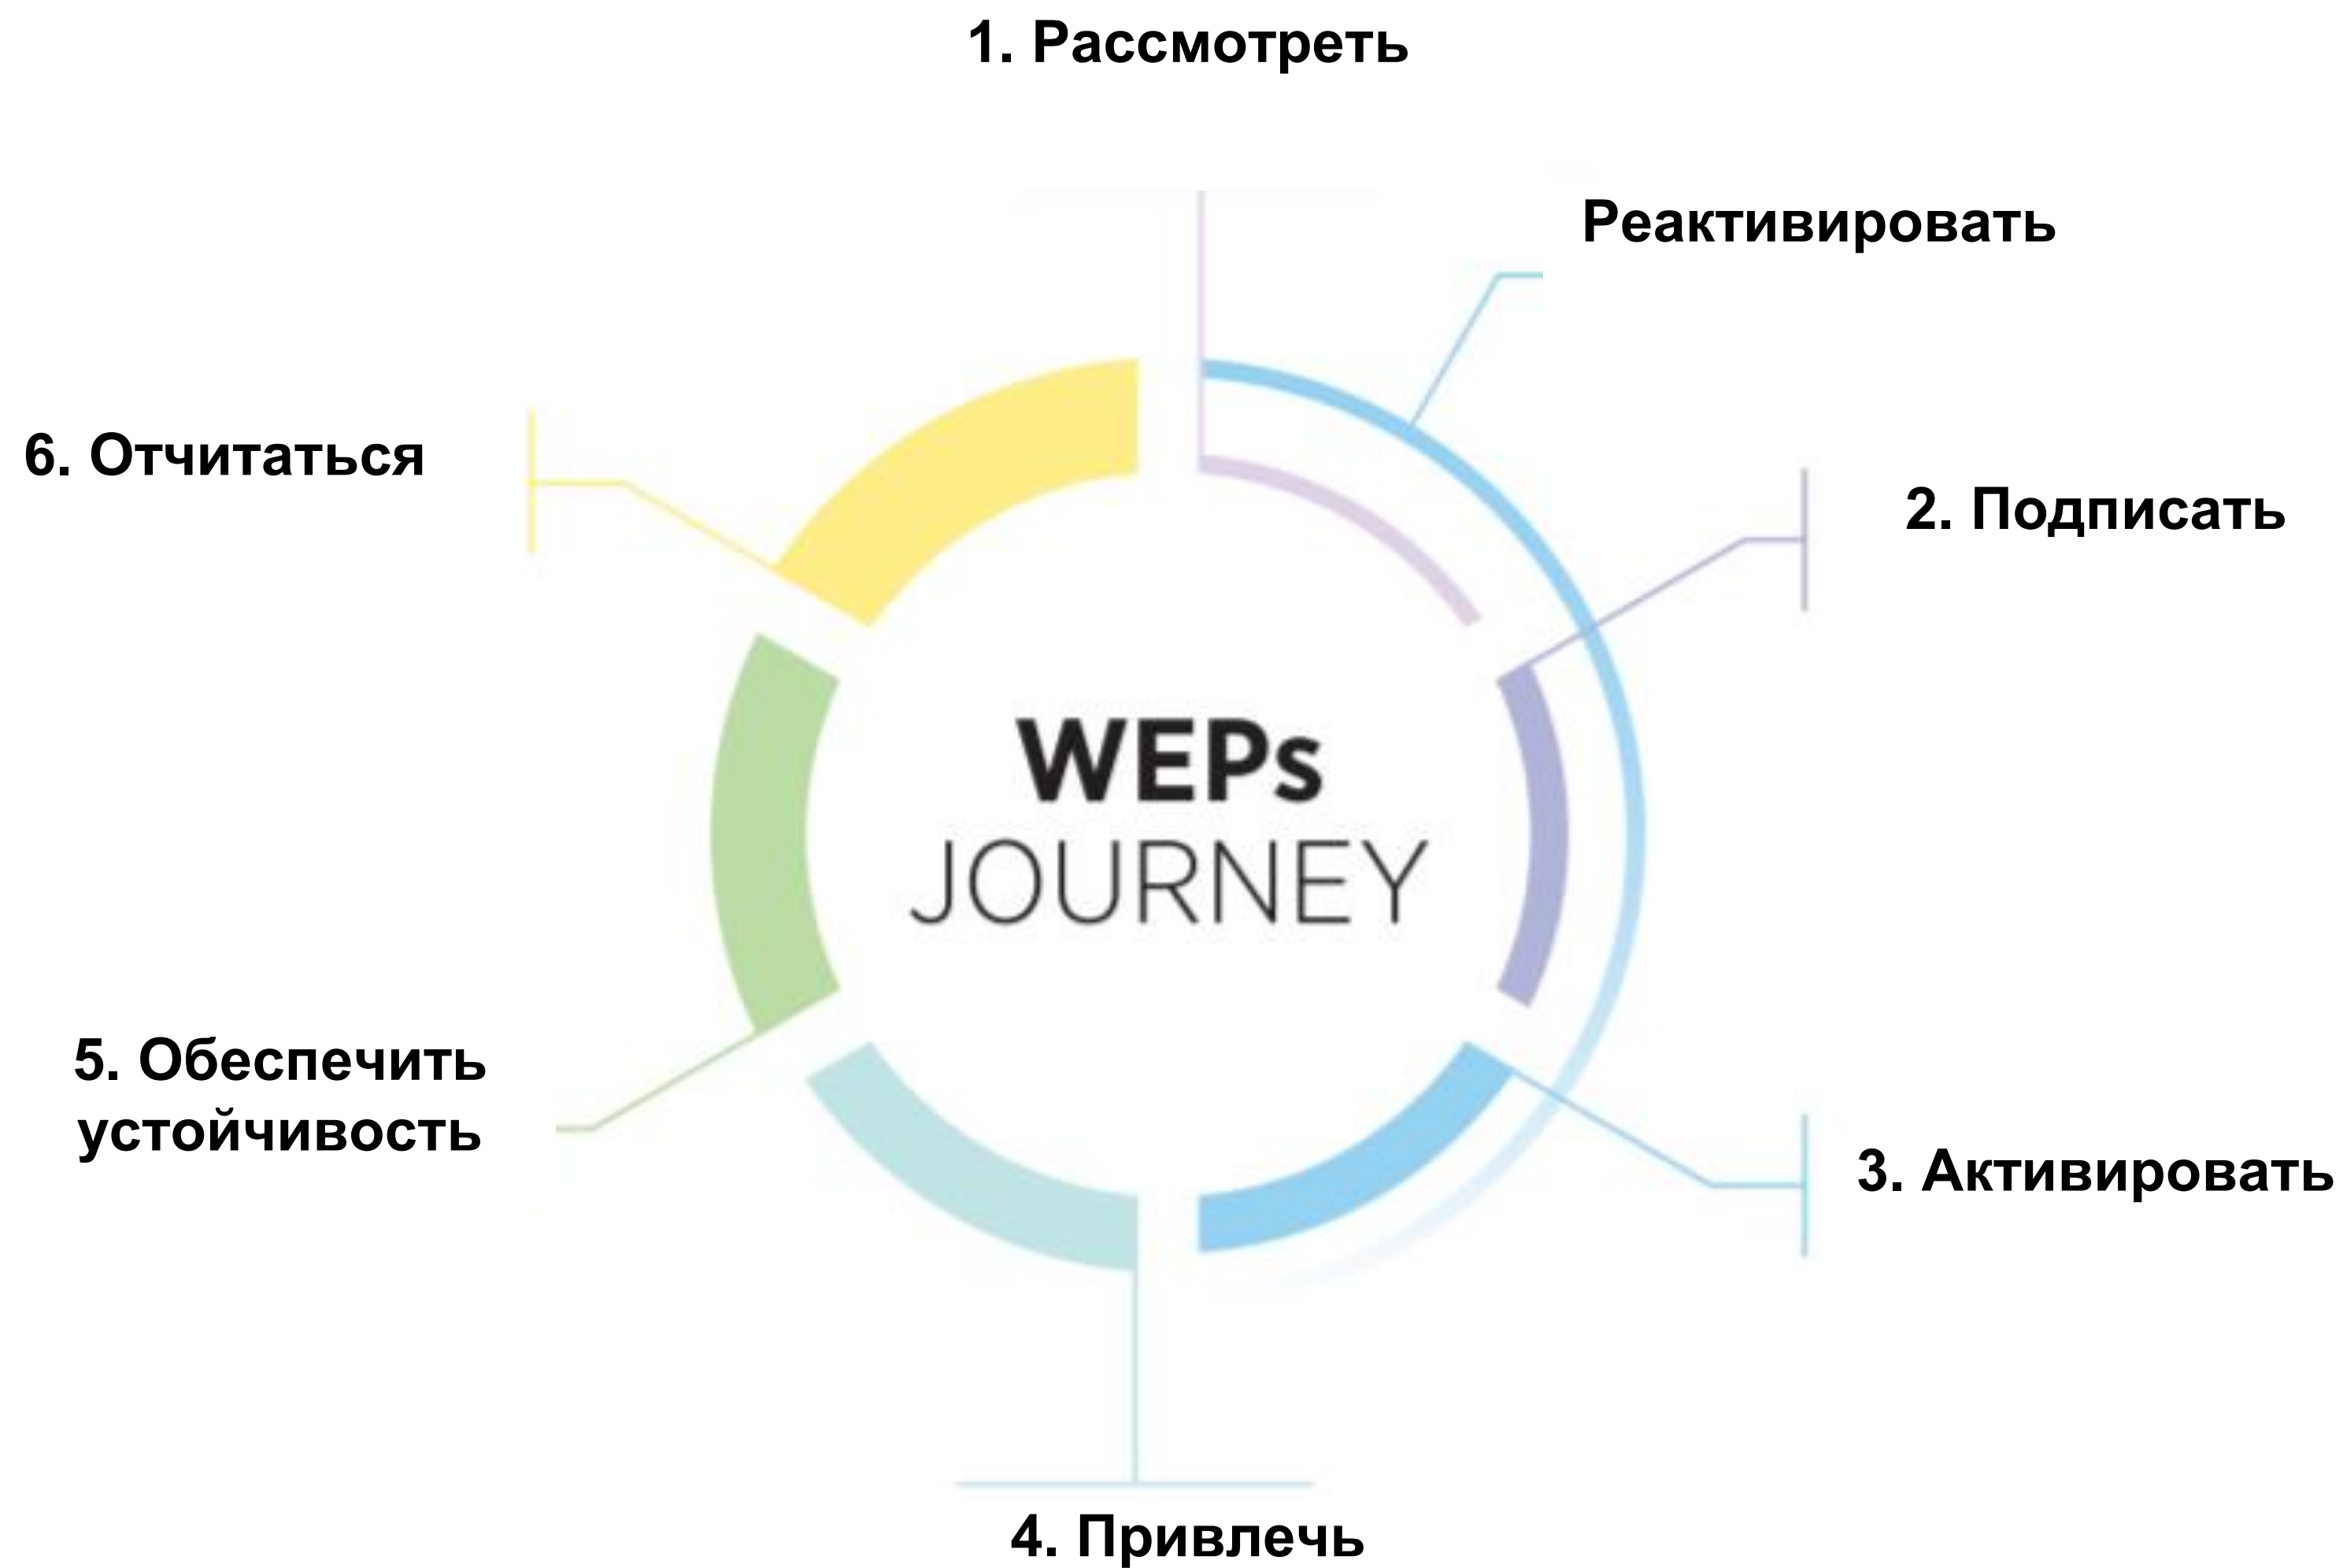 1. Рассмотреть
Реактивировать
2. Подписать
3. Активировать
4. Привлечь
5. Обеспечить
устойчивость
6. Отчитаться
WEPs
JOURNEY